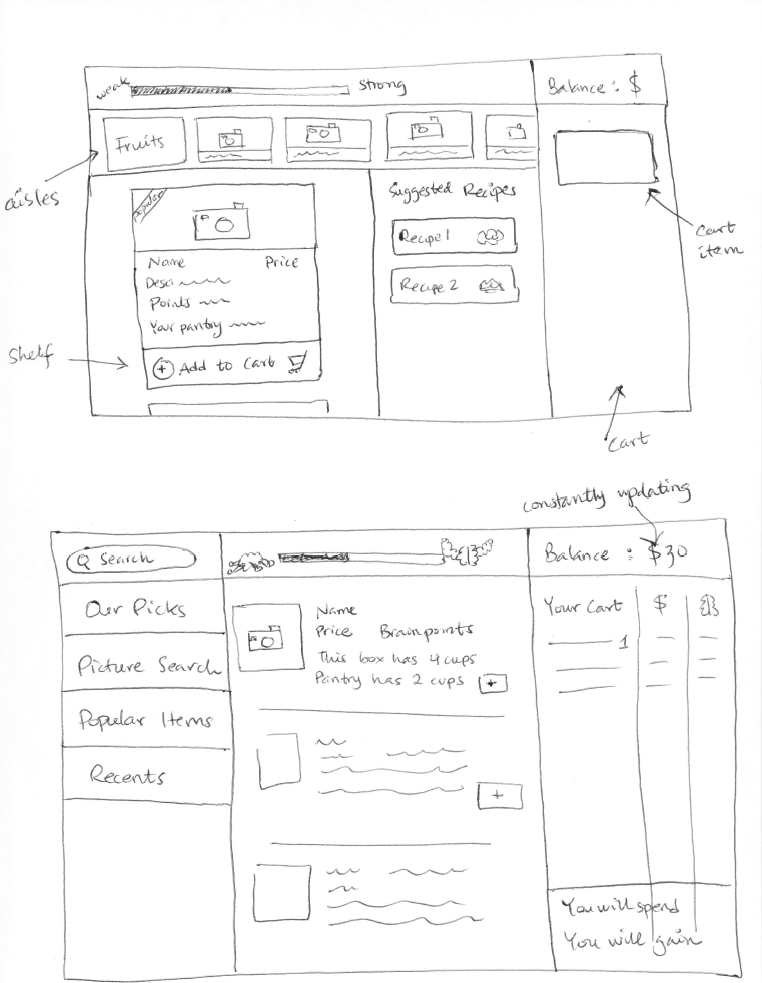 weak
strong
Balance : $
Fruits
aisles
popular
Suggested Recipes
Name Price
Recipe 1
Desc
Points
Recipe 2
Your pantry
Cart item
Shelf
+ Add to Cart
Cart
constantly updating
Search
Balance : $30
Our Picks
Name
Your Cart $
Price Brainpoints
1
This box has 4 cups
Picture Search
Pantry has 2 cups +
Popular Items
Recents
+
You will spend
You will gain